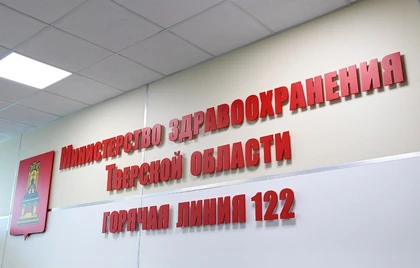 Министерство здравоохранения
Тверской области
горячая линия 122